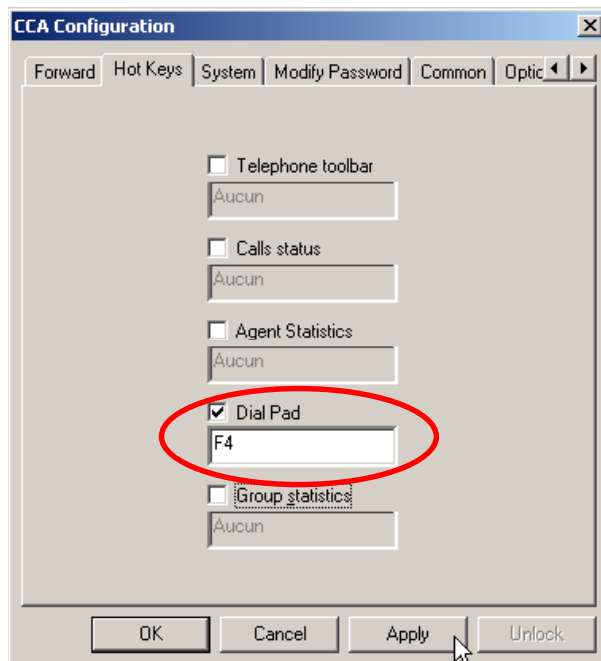 CCA Configuration
Forward Hot Keys System Modify Password Common Optic
Telephone toolbar
Aucun
Calls status
Aucun
Agent Statistics
Aucun
Dial Pad
F4
Group statistics
Aucun
OK Cancel Apply Unlock